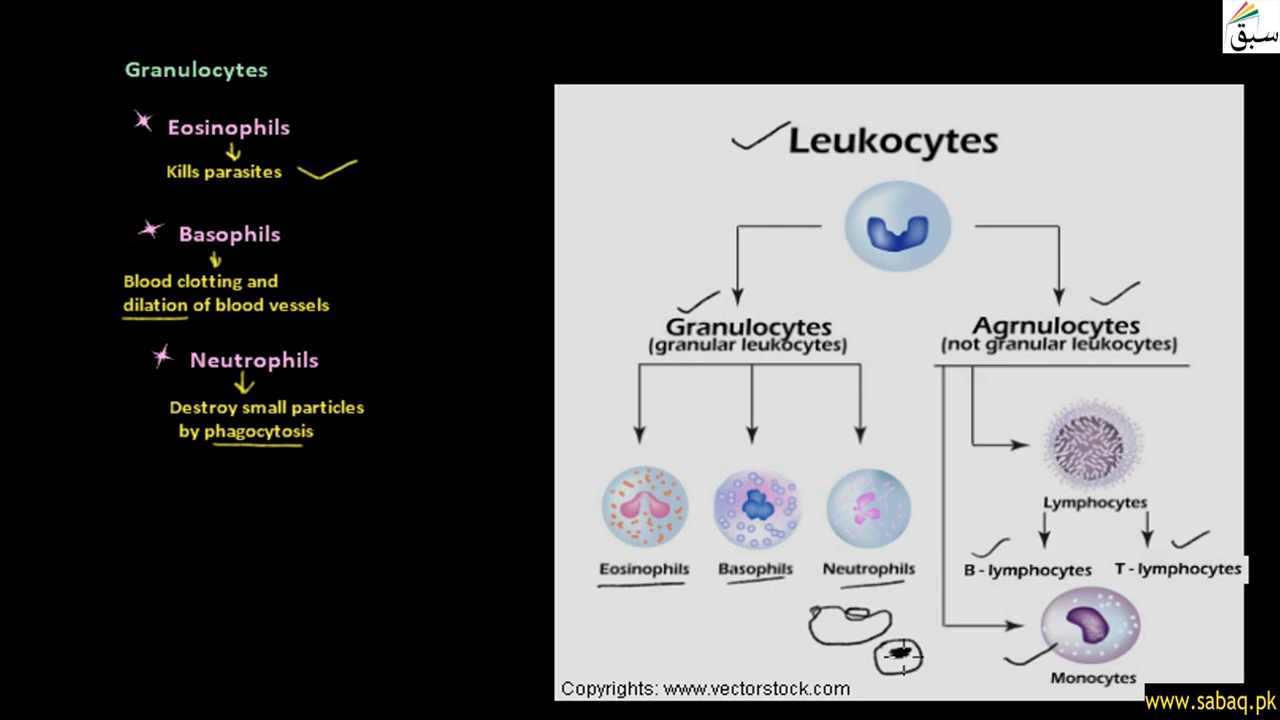 سبق
Granulocytes
Eosinophils
Kills parasites
Basophils
Blood clotting and
dilation of blood vessels
Neutrophils
Destroy small particles
by phagocytosis
Leukocytes
Granulocytes
(granular leukocytes)
Agrnulocytes
(not granular leukocytes)
Lymphocytes
Eosinophils
Basophils
Neutrophils
B - lymphocytes
T - lymphocytes
Monocytes
Copyrights: www.vectorstock.com
www.sabaq.pk